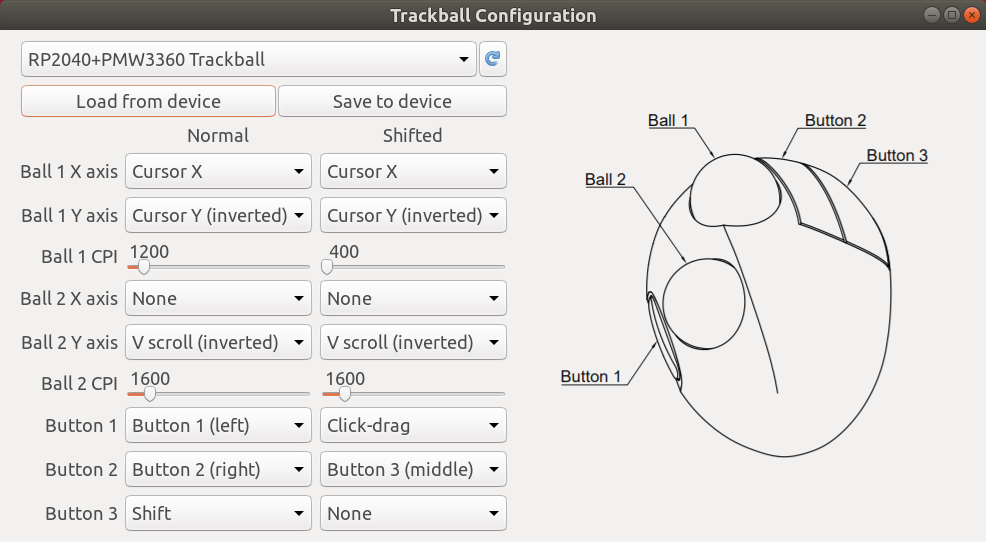 Trackball Configuration
RP2040+PMW3360 Trackball
Load from device Save to device
Normal Shifted
Ball 1 X axis Cursor X Cursor X
Ball 1 Y axis Cursor Y (inverted) Cursor Y (inverted)
Ball 1 CPI 1200 400
Ball 2 X axis None None
Ball 2 Y axis V scroll (inverted) V scroll (inverted)
Ball 2 CPI 1600 1600
Button 1 Button 1 (left) Click-drag
Button 2 Button 2 (right) Button 3 (middle)
Button 3 Shift None
Ball 1
Button 2
Button 3
Ball 2
Button 1